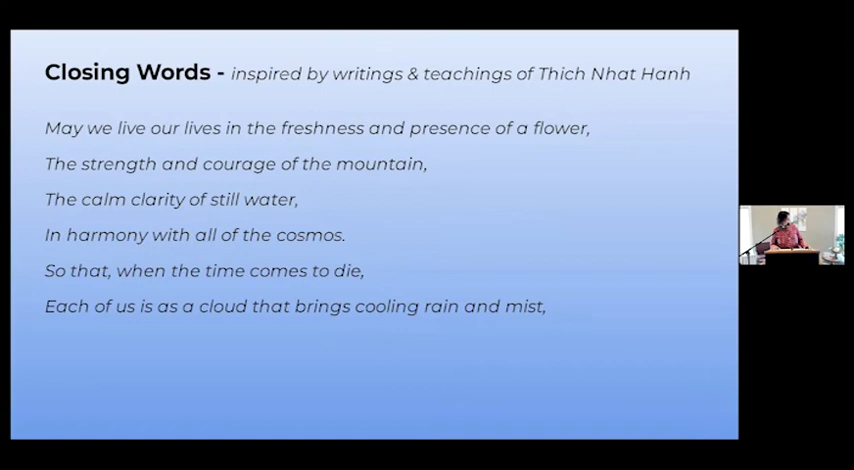 Closing Words - inspired by writings & teachings of Thich Nhat Hanh
May we live our lives in the freshness and presence of a flower,
The strength and courage of the mountain,
The calm clarity of still water,
In harmony with all of the cosmos.
So that, when the time comes to die,
Each of us is as a cloud that brings cooling rain and mist,